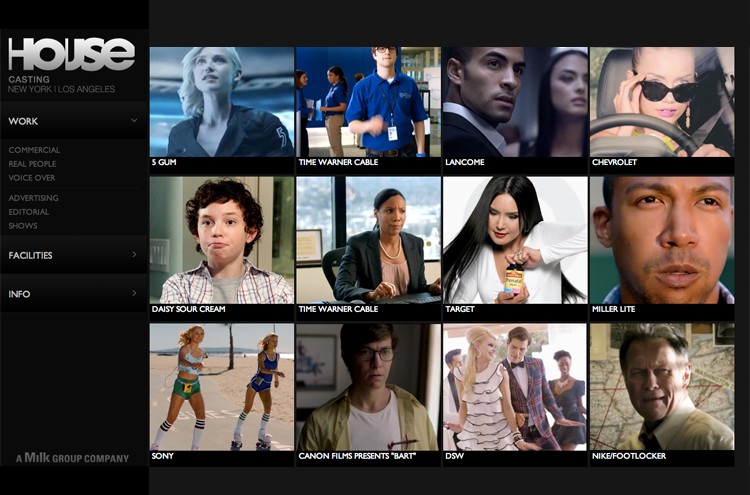 HOUSE
CASTING
NEW YORK | LOS ANGELES
WORK
COMMERCIAL
REAL PEOPLE
VOICE OVER
ADVERTISING
EDITORIAL
SHOWS
FACILITIES
INFO
A Milk GROUP COMPANY
5 GUM
TIME WARNER CABLE
LANCOME
CHEVROLET
DAISY SOUR CREAM
TIME WARNER CABLE
TARGET
MILLER LITE
SONY
CANON FILMS PRESENTS "BART"
DSW
NIKE/FOOTLOCKER